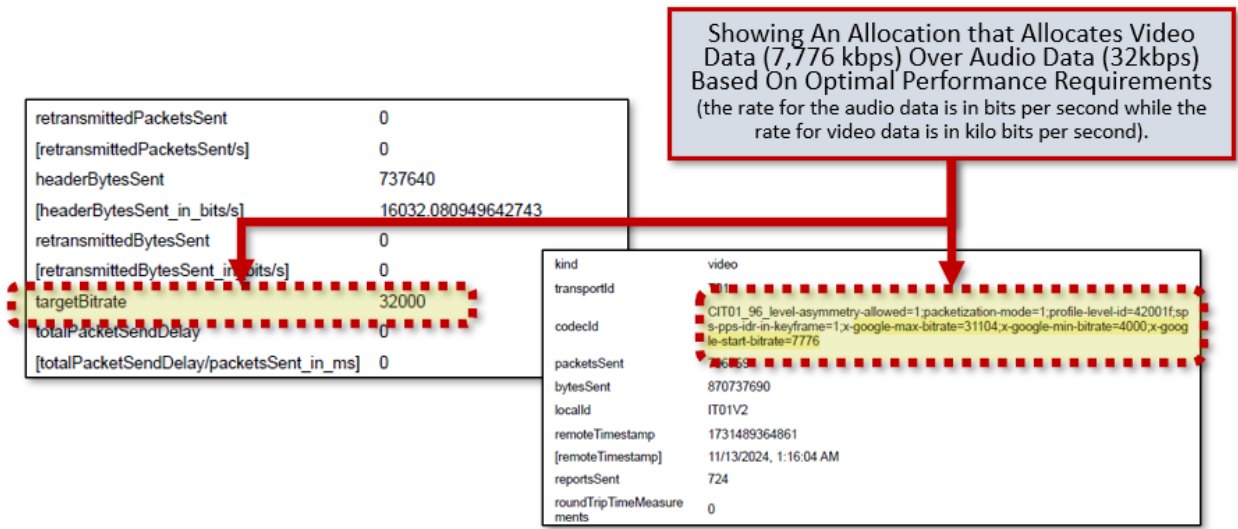 Showing An Allocation that Allocates Video
Data (7,776 kbps) Over Audio Data (32kbps)
Based On Optimal Performance Requirements
(the rate for the audio data is in bits per second while the
rate for video data is in kilo bits per second).
retransmittedPacketsSent 0
[retransmittedPacketsSent/s] 0
headerBytesSent 737640
[headerBytesSent_in_bits/s] 16032.080949642743
retransmittedBytesSent 0
[retransmittedBytesSent_in_bits/s] 0
targetBitrate 32000
totalPacketSendDelay 0
[totalPacketSendDelay/packetsSent_in_ms] 0
kind video
transportId
codecId CIT01_96_level-asymmetry-allowed=1;packetization-mode=1;profile-level-id=42001f;sp
s-pps-idr-in-keyframe=1;x-google-max-bitrate=31104;x-google-min-bitrate=4000;x-goog
le-start-bitrate=7776
packetsSent
bytesSent 870737690
localId IT01V2
remoteTimestamp 1731489364861
[remoteTimestamp] 11/13/2024, 1:16:04 AM
reportsSent 724
roundTripTimeMeasure
ments 0